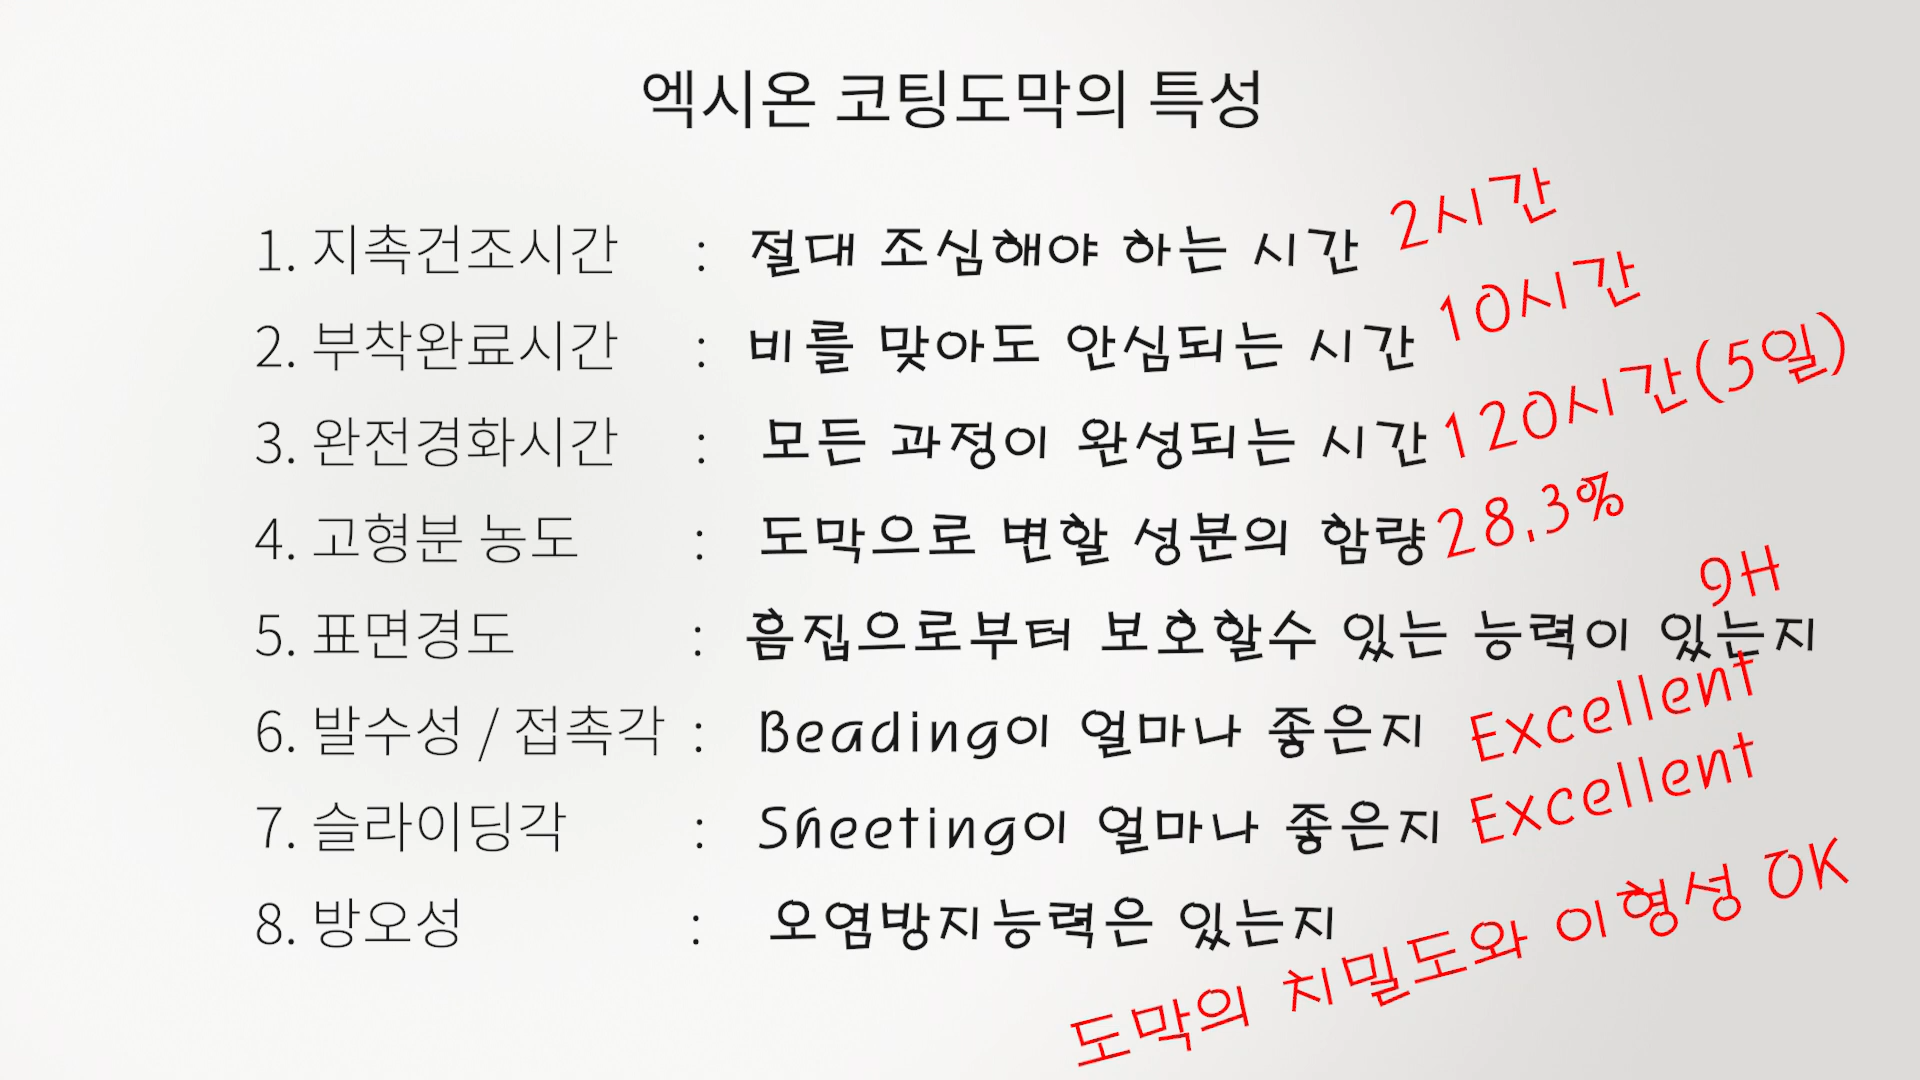 엑시온 코팅도막의 특성
1. 지촉건조시간 : 절대 조심해야 하는 시간 2시간
2. 부착완료시간 : 비를 맞아도 안심되는 시간 10시간
3. 완전경화시간 : 모든 과정이 완성되는 시간 120시간(5일)
4. 고형분 농도 : 도막으로 변할 성분의 함량 28.3%
5. 표면경도 : 흠집으로부터 보호할수 있는 능력이 있는지 9H
6. 발수성 / 접촉각 : Beading이 얼마나 좋은지 Excellent
7. 슬라이딩각 : Sheeting이 얼마나 좋은지 Excellent
8. 방오성 : 오염방지능력은 있는지
도막의 치밀도와 이형성 OK